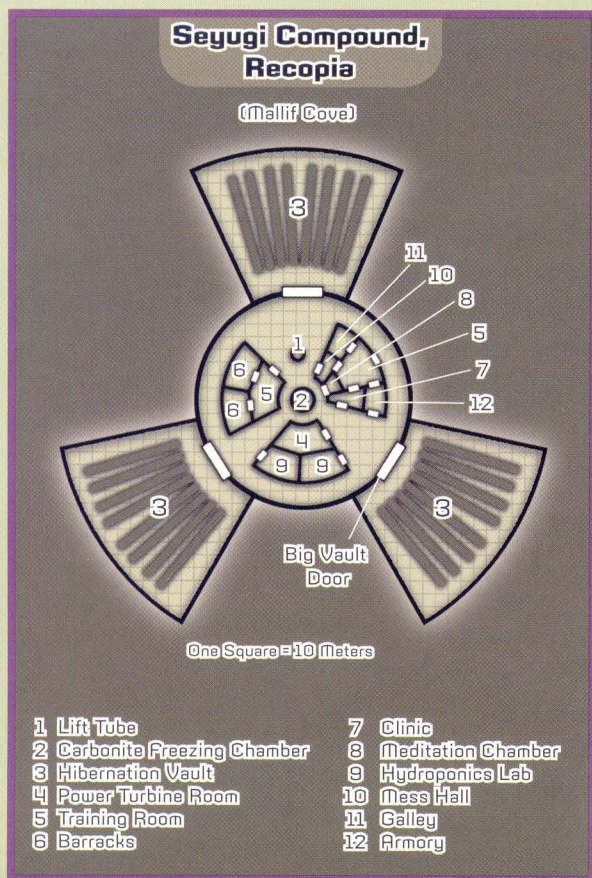 Seyugi Compound,
Recopia
(Mallif Cove)
3
11
10
8
5
7
12
1
6
5
6
2
4
9
9
3
3
Big Vault
Door
One Square = 10 Meters
1 Lift Tube
2 Carbonite Freezing Chamber
3 Hibernation Vault
4 Power Turbine Room
5 Training Room
6 Barracks
7 Clinic
8 Meditation Chamber
9 Hydroponics Lab
10 Mess Hall
11 Galley
12 Armory